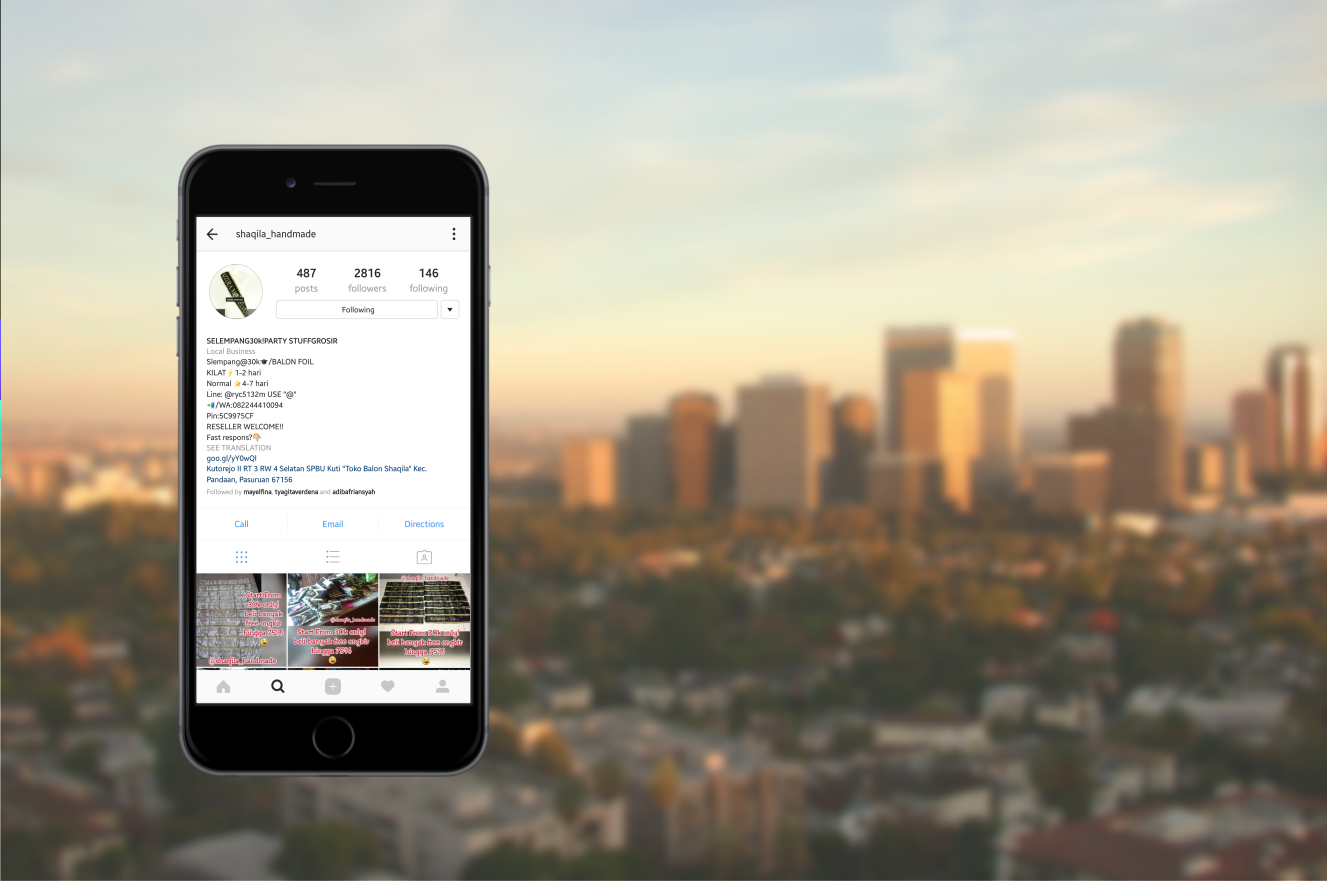 shaqila_handmade
487 2816 146
posts followers following
Following
SELEMPANG30k!PARTY STUFFGROSIR
Local Business
Slempang@30k🎓/BALON FOIL
KILAT⚡1-2 hari
Normal 🌟4-7 hari
Line: @ryc5132m USE "@"
📲/WA:082244410094
Pin:5C9975CF
RESELLER WELCOME!!
Fast respons?
SEE TRANSLATION
goo.gl/yY0wQl
Kutorejo II RT 3 RW 4 Selatan SPBU Kuti "Toko Balon Shaqila" Kec.
Pandaan, Pasuruan 67156
Followed by mayelfina, tyagitaverdena and adibafriansyah
Call Email Directions
Start From
30k only!
beli banyak
free ongkir
hingga 75%
@shaqila_handmade
@shaqila_handmade
Start From 30k only!
beli banyak free ongkir
hingga 75%
@shaqila_handmade
Start From 30k only!
beli banyak free ongkir
hingga 75%